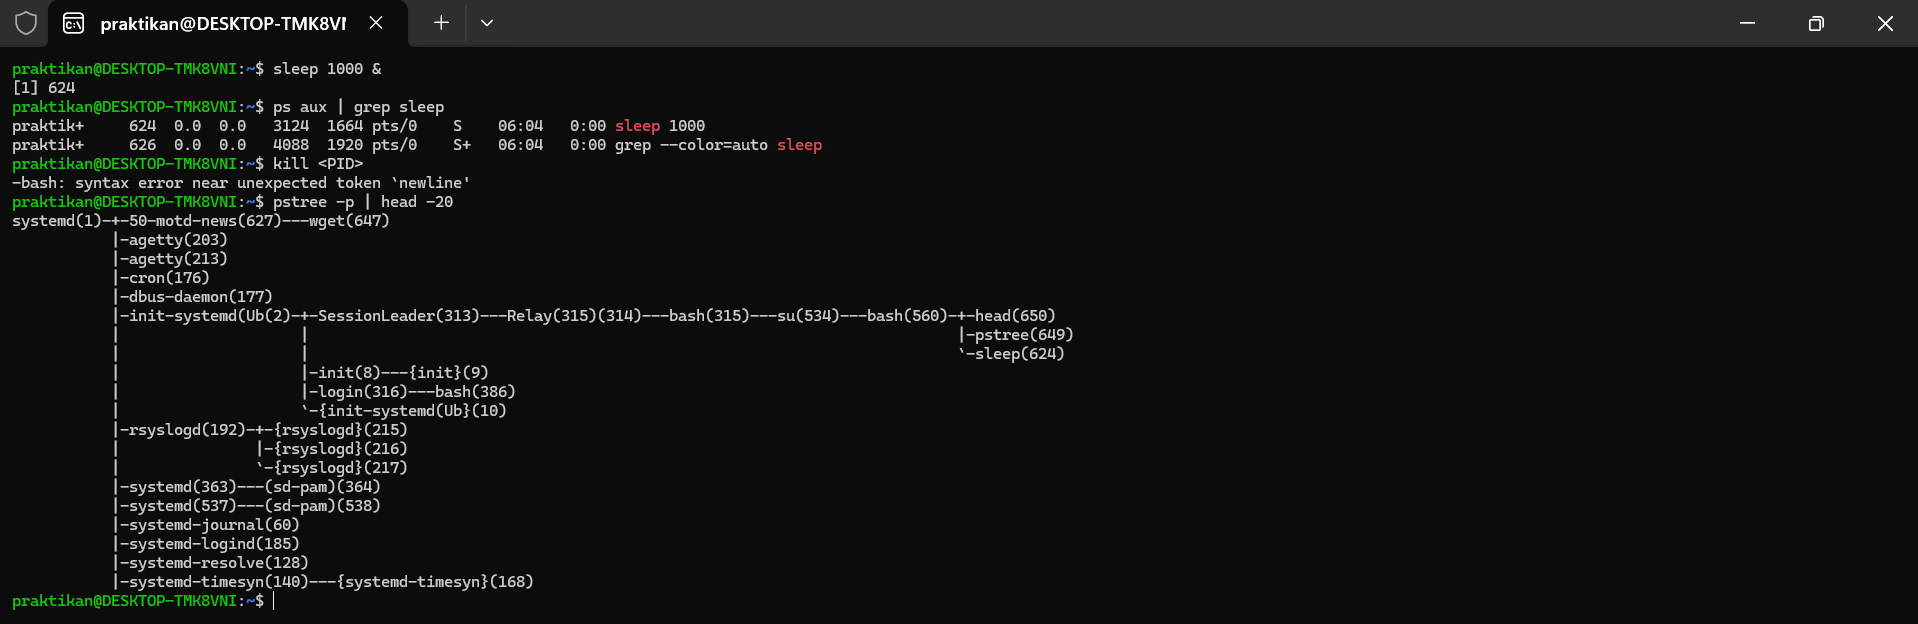 praktikan@DESKTOP-TMK8VN
praktikan@DESKTOP-TMK8VNI:~$ sleep 1000 &
[1] 624
praktikan@DESKTOP-TMK8VNI:~$ ps aux | grep sleep
praktik+     624  0.0  0.0   3124  1664 pts/0    S    06:04   0:00 sleep 1000
praktik+     626  0.0  0.0   4088  1920 pts/0    S+   06:04   0:00 grep --color=auto sleep
praktikan@DESKTOP-TMK8VNI:~$ kill <PID>
-bash: syntax error near unexpected token `newline'
praktikan@DESKTOP-TMK8VNI:~$ pstree -p | head -20
systemd(1)-+-50-motd-news(627)---wget(647)
           |-agetty(203)
           |-agetty(213)
           |-cron(176)
           |-dbus-daemon(177)
           |-init-systemd(Ub(2)-+-SessionLeader(313)---Relay(315)(314)---bash(315)---su(534)---bash(560)-+-head(650)
           |                    |                                                                        |-pstree(649)
           |                    |                                                                        `-sleep(624)
           |                    |-init(8)---{init}(9)
           |                    |-login(316)---bash(386)
           |                    `-{init-systemd(Ub}(10)
           |-rsyslogd(192)-+-{rsyslogd}(215)
           |               |-{rsyslogd}(216)
           |               `-{rsyslogd}(217)
           |-systemd(363)---(sd-pam)(364)
           |-systemd(537)---(sd-pam)(538)
           |-systemd-journal(60)
           |-systemd-logind(185)
           |-systemd-resolve(128)
           |-systemd-timesyn(140)---{systemd-timesyn}(168)
praktikan@DESKTOP-TMK8VNI:~$